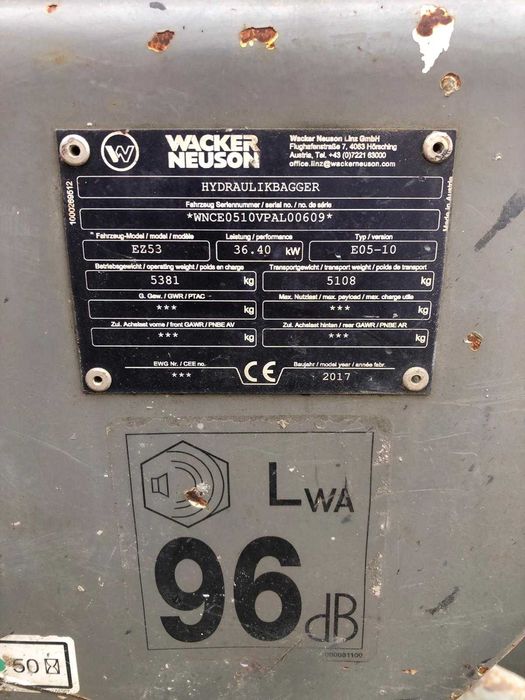 WACKER
NEUSON
Wacker Neuson Linz GmbH
Flughafenstraße 7, 4063 Hörsching
Austria, Tel. +43 (0)7221 63000
office.linz@wackerneuson.com
1000289512
Made in Austria
HYDRAULIKBAGGER
Fahrzeug Seriennummer / serial no. / no. de série
*WNCE0510VPAL00609*
Fahrzeug-Model / model / modèle Leistung / performance Typ / version
EZ53 36.40 kW E05-10
Betriebsgewicht / operating weight / poids en charge Transportgewicht / transport weight / poids de transport
5381 kg 5108 kg
G. Gew. / GWR / PTAC Max. Nutzlast / max. payload / max. charge utile
*** kg *** kg
Zul. Achslast vorne / front GAWR / PNBE AV Zul. Achslast hinten / rear GAWR / PNBE AR
*** kg *** kg
EWG Nr. / CEE no. CE Baujahr / model year / année fabr.
*** 2017
LWA
96 dB
50